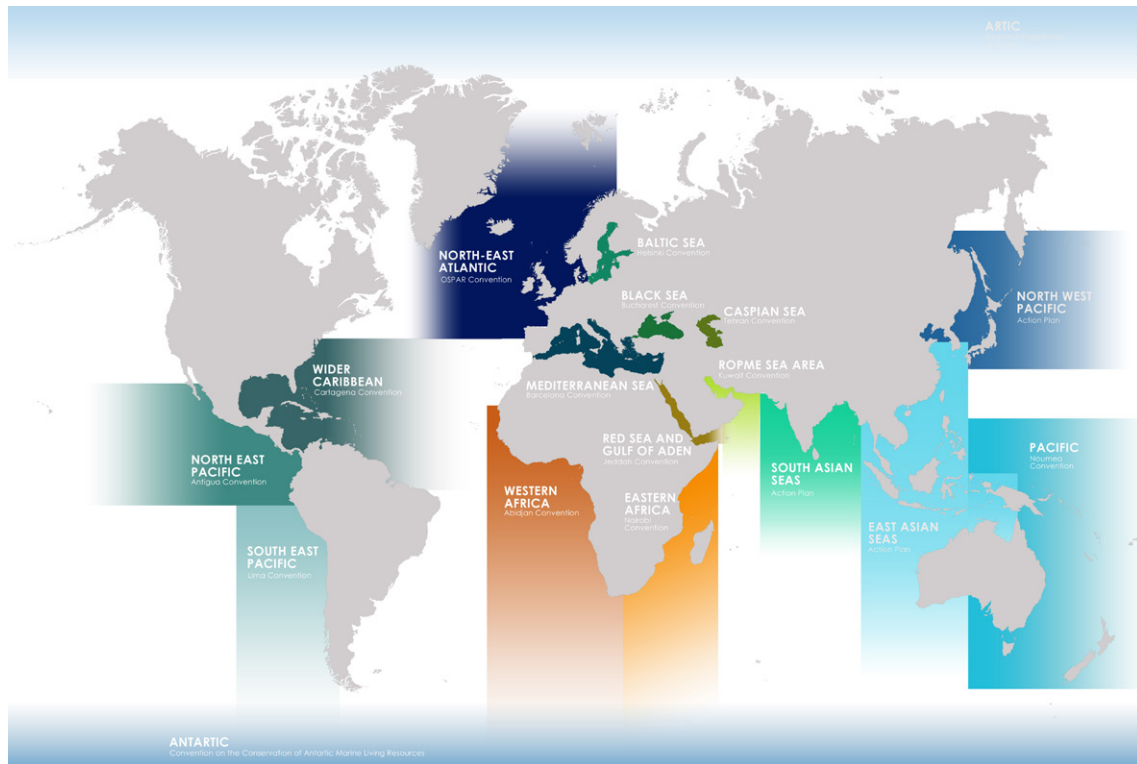 ARTIC
NORTH-EAST
ATLANTIC
OSPAR Convention
BALTIC SEA
Helsinki Convention
BLACK SEA
Bucharest Convention
CASPIAN SEA
Tehran Convention
NORTH WEST
PACIFIC
Action Plan
WIDER
CARIBBEAN
Cartagena Convention
MEDITERRANEAN SEA
Barcelona Convention
ROPME SEA AREA
Kuwait Convention
NORTH EAST
PACIFIC
Antigua Convention
RED SEA AND
GULF OF ADEN
Jeddah Convention
SOUTH ASIAN
SEAS
Action Plan
PACIFIC
Noumea
Convention
WESTERN
AFRICA
Abidjan Convention
EASTERN
AFRICA
Nairobi
Convention
EAST ASIAN
SEAS
Action Plan
SOUTH EAST
PACIFIC
Lima Convention
ANTARTIC
Convention on the Conservation of Antartic Marine Living Resources